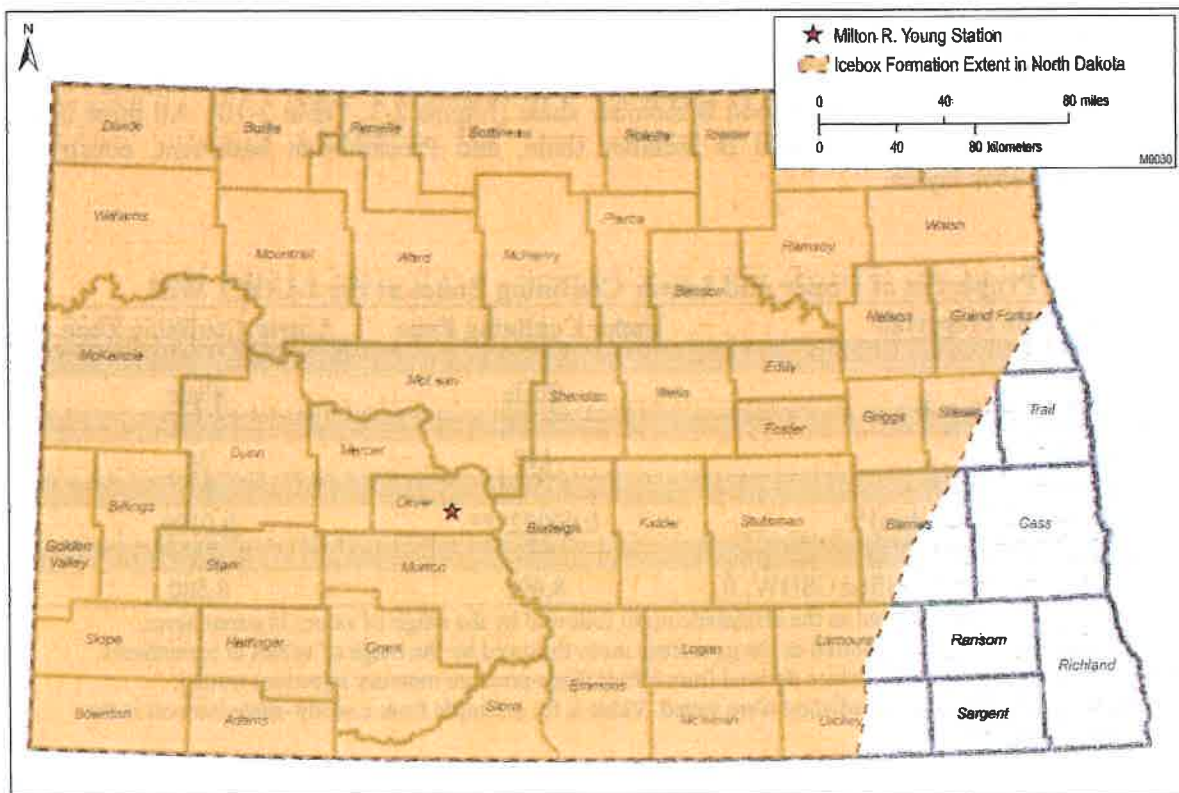 N
Milton R. Young Station
Icebox Formation Extent in North Dakota
0 40 80 miles
0 40 80 kilometers
M9030
Divide
Burke
Renville
Bottineau
Rolette
Towner
Williams
Mountrail
Ward
McHenry
Pierce
Ramsey
Walsh
Benson
Nelson
Grand Forks
McKenzie
McLean
Sheridan
Wells
Eddy
Foster
Griggs
Steele
Trail
Dunn
Mercer
Oliver
Billings
Golden
Valley
Stark
Morton
Burleigh
Kidder
Stutsman
Barnes
Cass
Slope
Hettinger
Grant
Logan
Lamoure
Ransom
Richland
Bowman
Adams
Sioux
Emmons
McIntosh
Dickey
Sargent